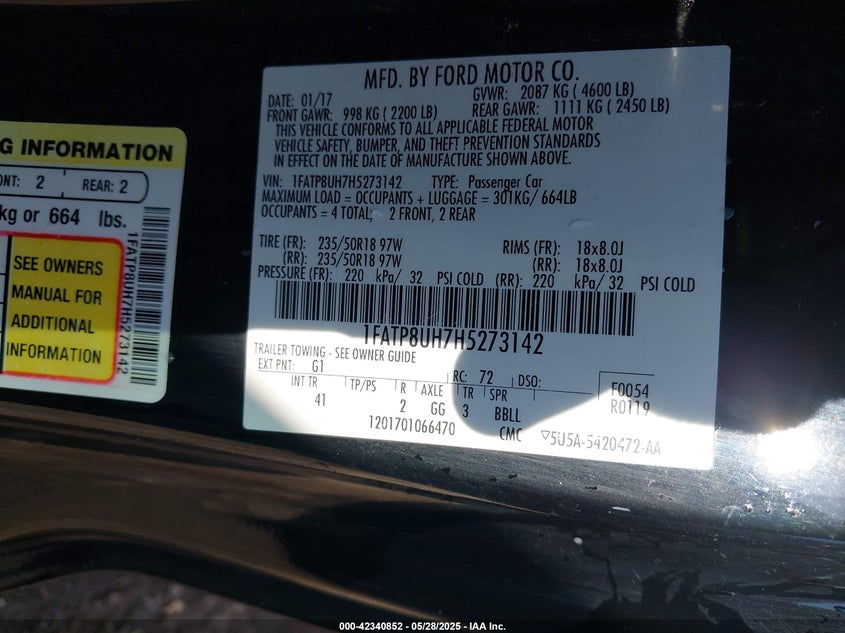 MFD. BY FORD MOTOR CO.
DATE: 01/17 GVWR: 2087 KG ( 4600 LB)
FRONT GAWR: 998 KG ( 2200 LB) REAR GAWR: 1111 KG ( 2450 LB)
THIS VEHICLE CONFORMS TO ALL APPLICABLE FEDERAL MOTOR
VEHICLE SAFETY, BUMPER, AND THEFT PREVENTION STANDARDS
IN EFFECT ON THE DATE OF MANUFACTURE SHOWN ABOVE.
VIN: 1FATP8UH7H5273142 TYPE: Passenger Car
MAXIMUM LOAD = OCCUPANTS + LUGGAGE = 301KG/ 664LB
OCCUPANTS = 4 TOTAL; 2 FRONT, 2 REAR
TIRE (FR): 235/50R18 97W RIMS (FR): 18x8.0J
(RR): 235/50R18 97W (RR): 18x8.0J
PRESSURE (FR): 220 kPa/ 32 PSI COLD (RR): 220 kPa/ 32 PSI COLD
1FATP8UH7H5273142
TRAILER TOWING - SEE OWNER GUIDE
EXT PNT: G1 RC: 72 DSO: F0054
INT TR TP/PS R AXLE TR SPR R0119
41 2 GG 3 BBLL
1201701066470 CMC ▽5U5A-5420472-AA
G INFORMATION
NT: 2 REAR: 2
kg or 664 lbs.
SEE OWNERS
MANUAL FOR
ADDITIONAL
INFORMATION
1FATP8UH7H5273142
000-42340852 - 05/28/2025 - IAA Inc.